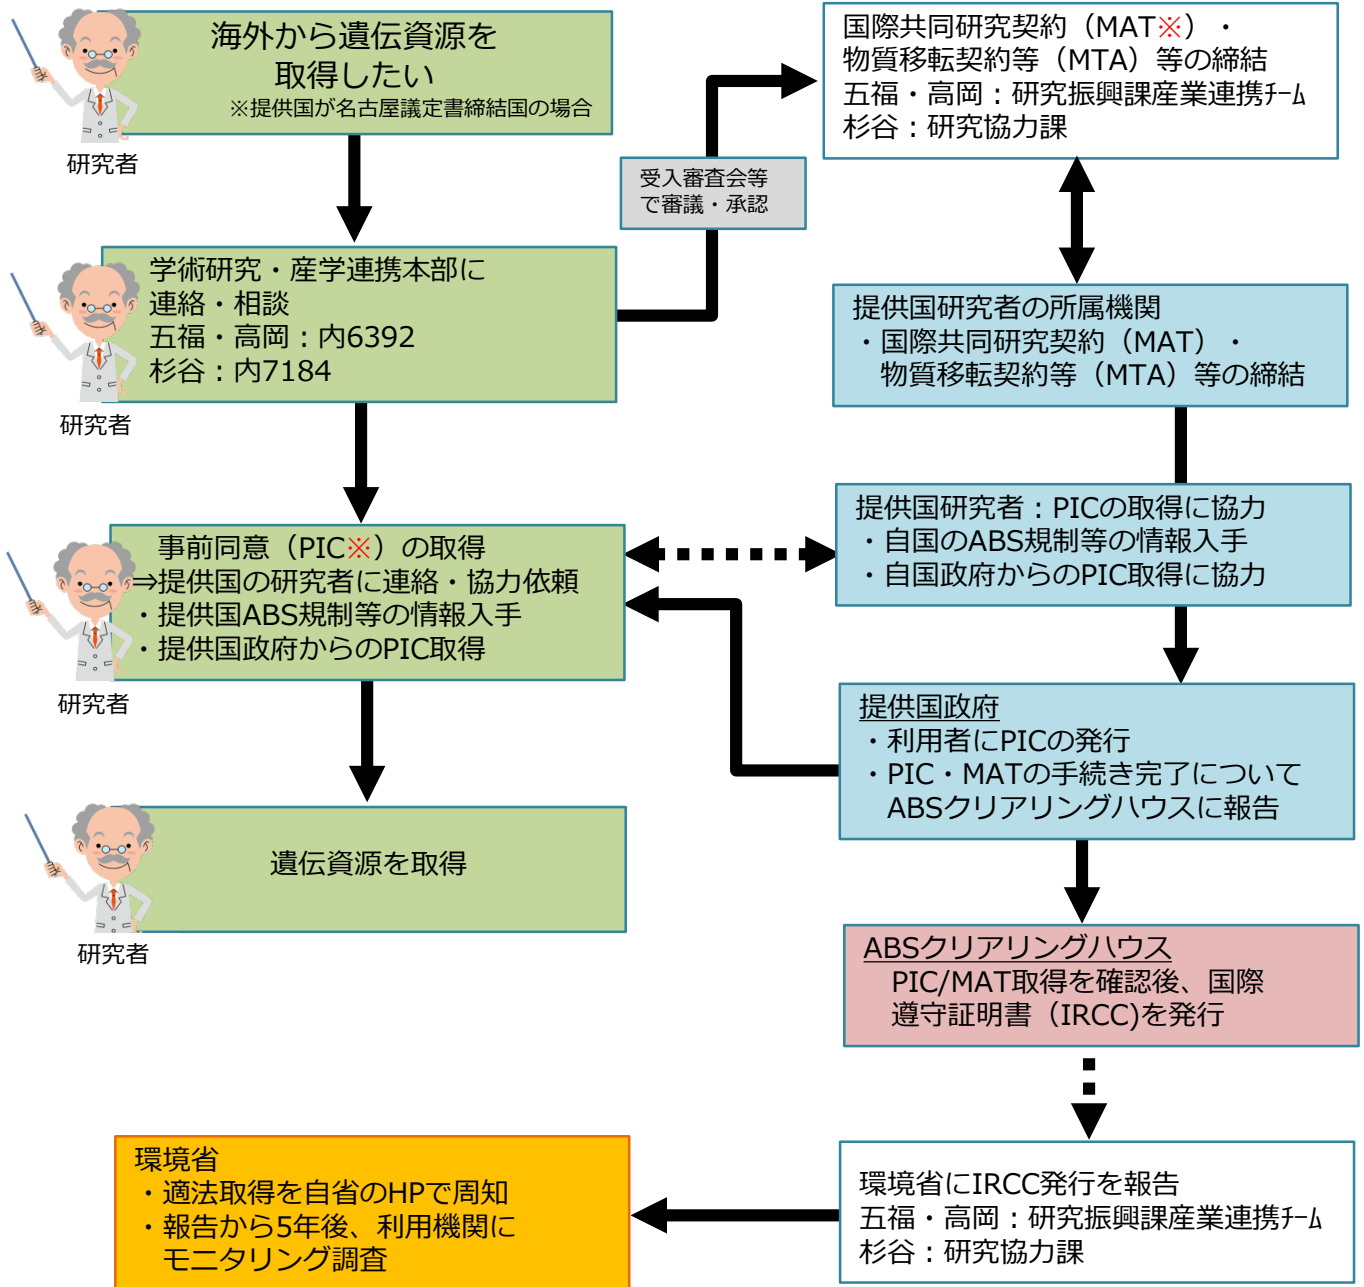 海外から遺伝資源を
取得したい
※提供国が名古屋議定書締結国の場合
研究者
国際共同研究契約（MAT※）・
物質移転契約等（MTA）等の締結
五福・高岡：研究振興課産業連携ﾁｰﾑ
杉谷：研究協力課
受入審査会等
で審議・承認
学術研究・産学連携本部に
連絡・相談
五福・高岡：内6392
杉谷：内7184
研究者
提供国研究者の所属機関
・国際共同研究契約（MAT）・
物質移転契約等（MTA）等の締結
事前同意（PIC※）の取得
⇒提供国の研究者に連絡・協力依頼
・提供国ABS規制等の情報入手
・提供国政府からのPIC取得
研究者
提供国研究者：PICの取得に協力
・自国のABS規制等の情報入手
・自国政府からのPIC取得に協力
提供国政府
・利用者にPICの発行
・PIC・MATの手続き完了について
ABSクリアリングハウスに報告
遺伝資源を取得
研究者
ABSクリアリングハウス
PIC/MAT取得を確認後、国際
遵守証明書（IRCC)を発行
環境省にIRCC発行を報告
五福・高岡：研究振興課産業連携ﾁｰﾑ
杉谷：研究協力課
環境省
・適法取得を自省のHPで周知
・報告から5年後、利用機関に
モニタリング調査